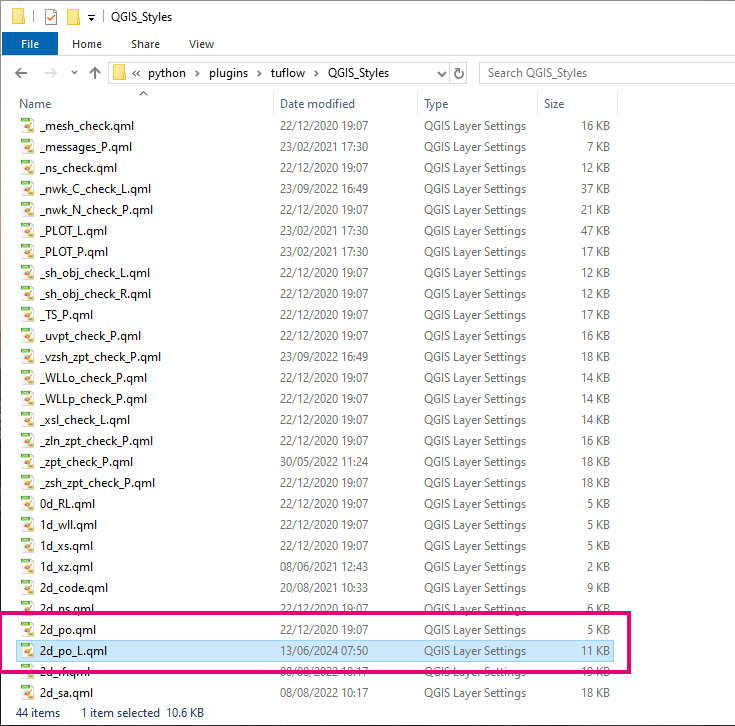 QGIS_Styles
File Home Share View
« python › plugins › tuflow › QGIS_Styles Search QGIS_Styles
Name Date modified Type Size
_mesh_check.qml 22/12/2020 19:07 QGIS Layer Settings 16 KB
_messages_P.qml 23/02/2021 17:30 QGIS Layer Settings 7 KB
_ns_check.qml 22/12/2020 19:07 QGIS Layer Settings 12 KB
_nwk_C_check_L.qml 23/09/2022 16:49 QGIS Layer Settings 37 KB
_nwk_N_check_P.qml 22/12/2020 19:07 QGIS Layer Settings 21 KB
_PLOT_L.qml 23/02/2021 17:30 QGIS Layer Settings 47 KB
_PLOT_P.qml 23/02/2021 17:30 QGIS Layer Settings 17 KB
_sh_obj_check_L.qml 22/12/2020 19:07 QGIS Layer Settings 12 KB
_sh_obj_check_R.qml 22/12/2020 19:07 QGIS Layer Settings 12 KB
_TS_P.qml 22/12/2020 19:07 QGIS Layer Settings 17 KB
_uvpt_check_P.qml 22/12/2020 19:07 QGIS Layer Settings 16 KB
_vzsh_zpt_check_P.qml 23/09/2022 16:49 QGIS Layer Settings 18 KB
_WLLo_check_P.qml 22/12/2020 19:07 QGIS Layer Settings 14 KB
_WLLp_check_P.qml 22/12/2020 19:07 QGIS Layer Settings 14 KB
_xsl_check_L.qml 22/12/2020 19:07 QGIS Layer Settings 14 KB
_zln_zpt_check_P.qml 22/12/2020 19:07 QGIS Layer Settings 16 KB
_zpt_check_P.qml 30/05/2022 11:24 QGIS Layer Settings 18 KB
_zsh_zpt_check_P.qml 22/12/2020 19:07 QGIS Layer Settings 18 KB
0d_RL.qml 22/12/2020 19:07 QGIS Layer Settings 5 KB
1d_wll.qml 22/12/2020 19:07 QGIS Layer Settings 5 KB
1d_xs.qml 22/12/2020 19:07 QGIS Layer Settings 5 KB
1d_xz.qml 08/06/2021 12:43 QGIS Layer Settings 2 KB
2d_code.qml 20/08/2021 10:33 QGIS Layer Settings 9 KB
2d_ns.qml 22/12/2020 19:07 QGIS Layer Settings 6 KB
2d_po.qml 22/12/2020 19:07 QGIS Layer Settings 5 KB
2d_po_L.qml 13/06/2024 07:50 QGIS Layer Settings 11 KB
08/08/2022 10:17 QGIS Layer Settings
2d_sa.qml 08/08/2022 10:17 QGIS Layer Settings 18 KB
44 items 1 item selected 10.6 KB